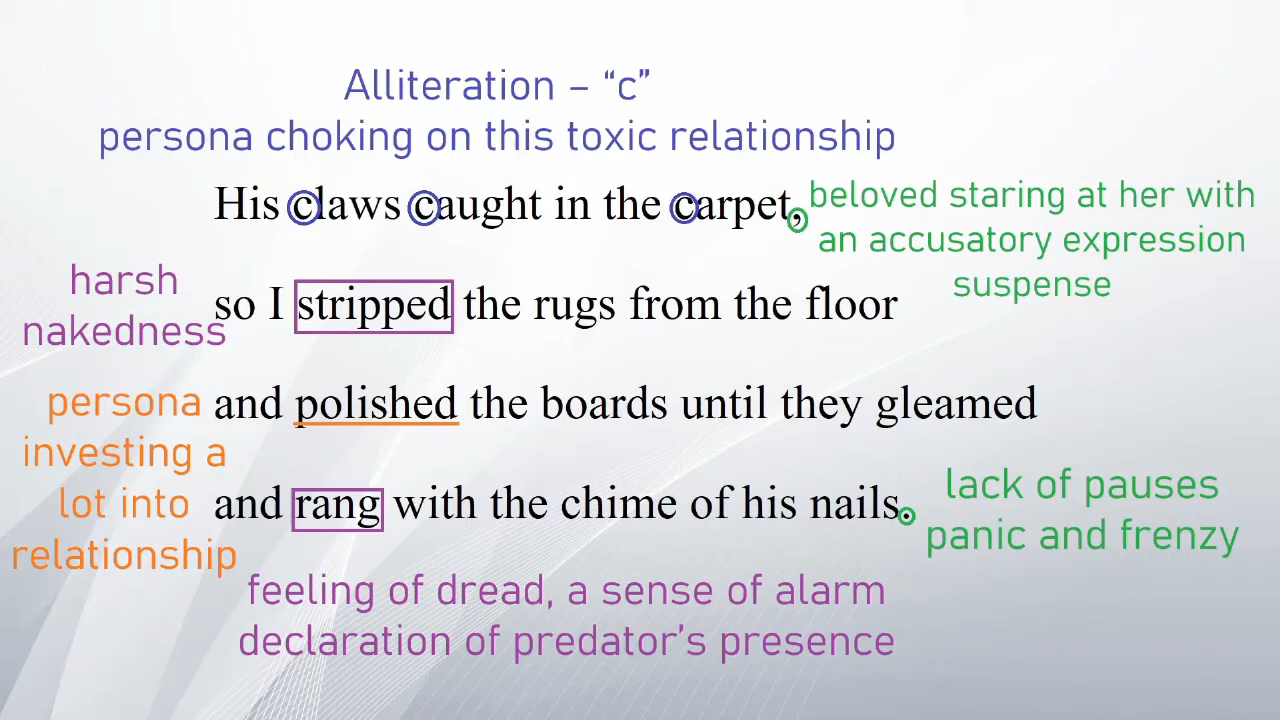 Alliteration – “c”
persona choking on this toxic relationship
His claws caught in the carpet,
beloved staring at her with
an accusatory expression
suspense
harsh
nakedness
so I stripped the rugs from the floor
persona
investing a
lot into
relationship
and polished the boards until they gleamed
and rang with the chime of his nails.
lack of pauses
panic and frenzy
feeling of dread, a sense of alarm
declaration of predator’s presence